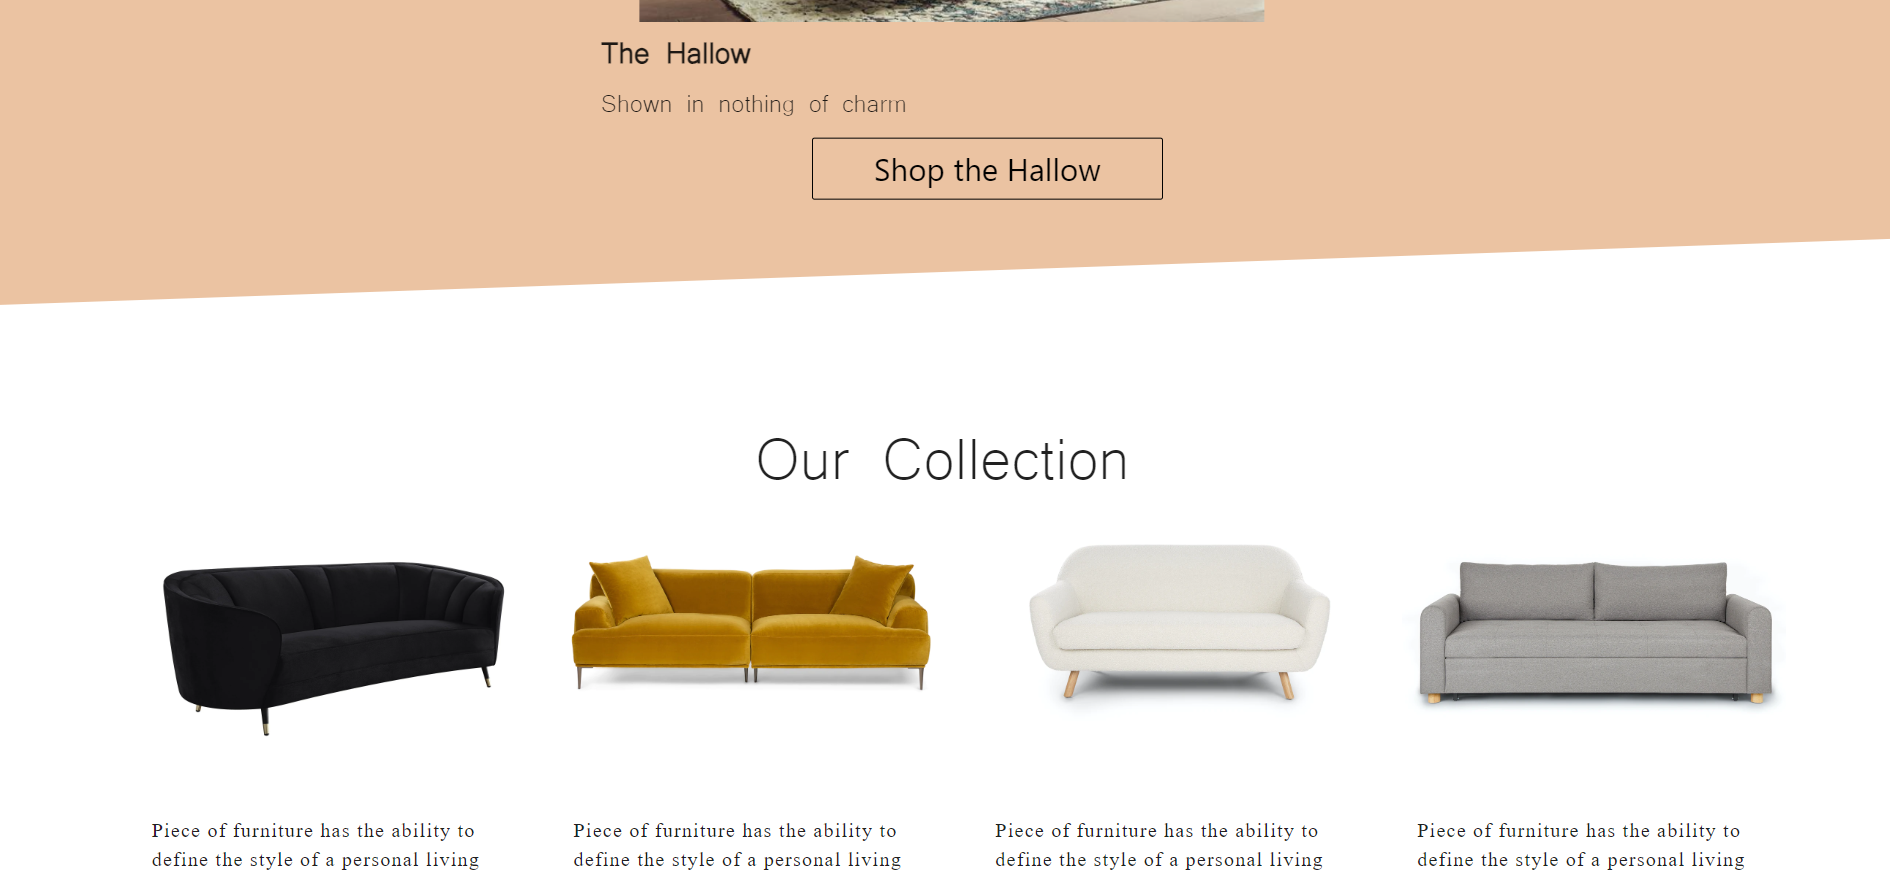 The Hallow
Shown in nothing of charm
Shop the Hallow
Our Collection
Piece of furniture has the ability to
define the style of a personal living
Piece of furniture has the ability to
define the style of a personal living
Piece of furniture has the ability to
define the style of a personal living
Piece of furniture has the ability to
define the style of a personal living